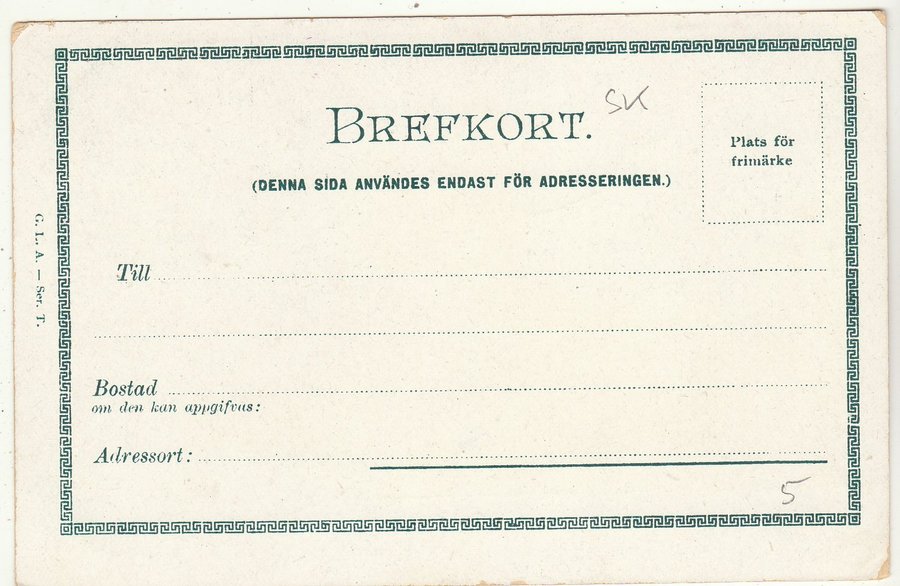 BREFKORT.
SK
Plats för
frimärke
(DENNA SIDA ANVÄNDES ENDAST FÖR ADRESSERINGEN.)
Till
Bostad
om den kan appgifvas:
Adressort:
5
G. L. A. — Ser. T.